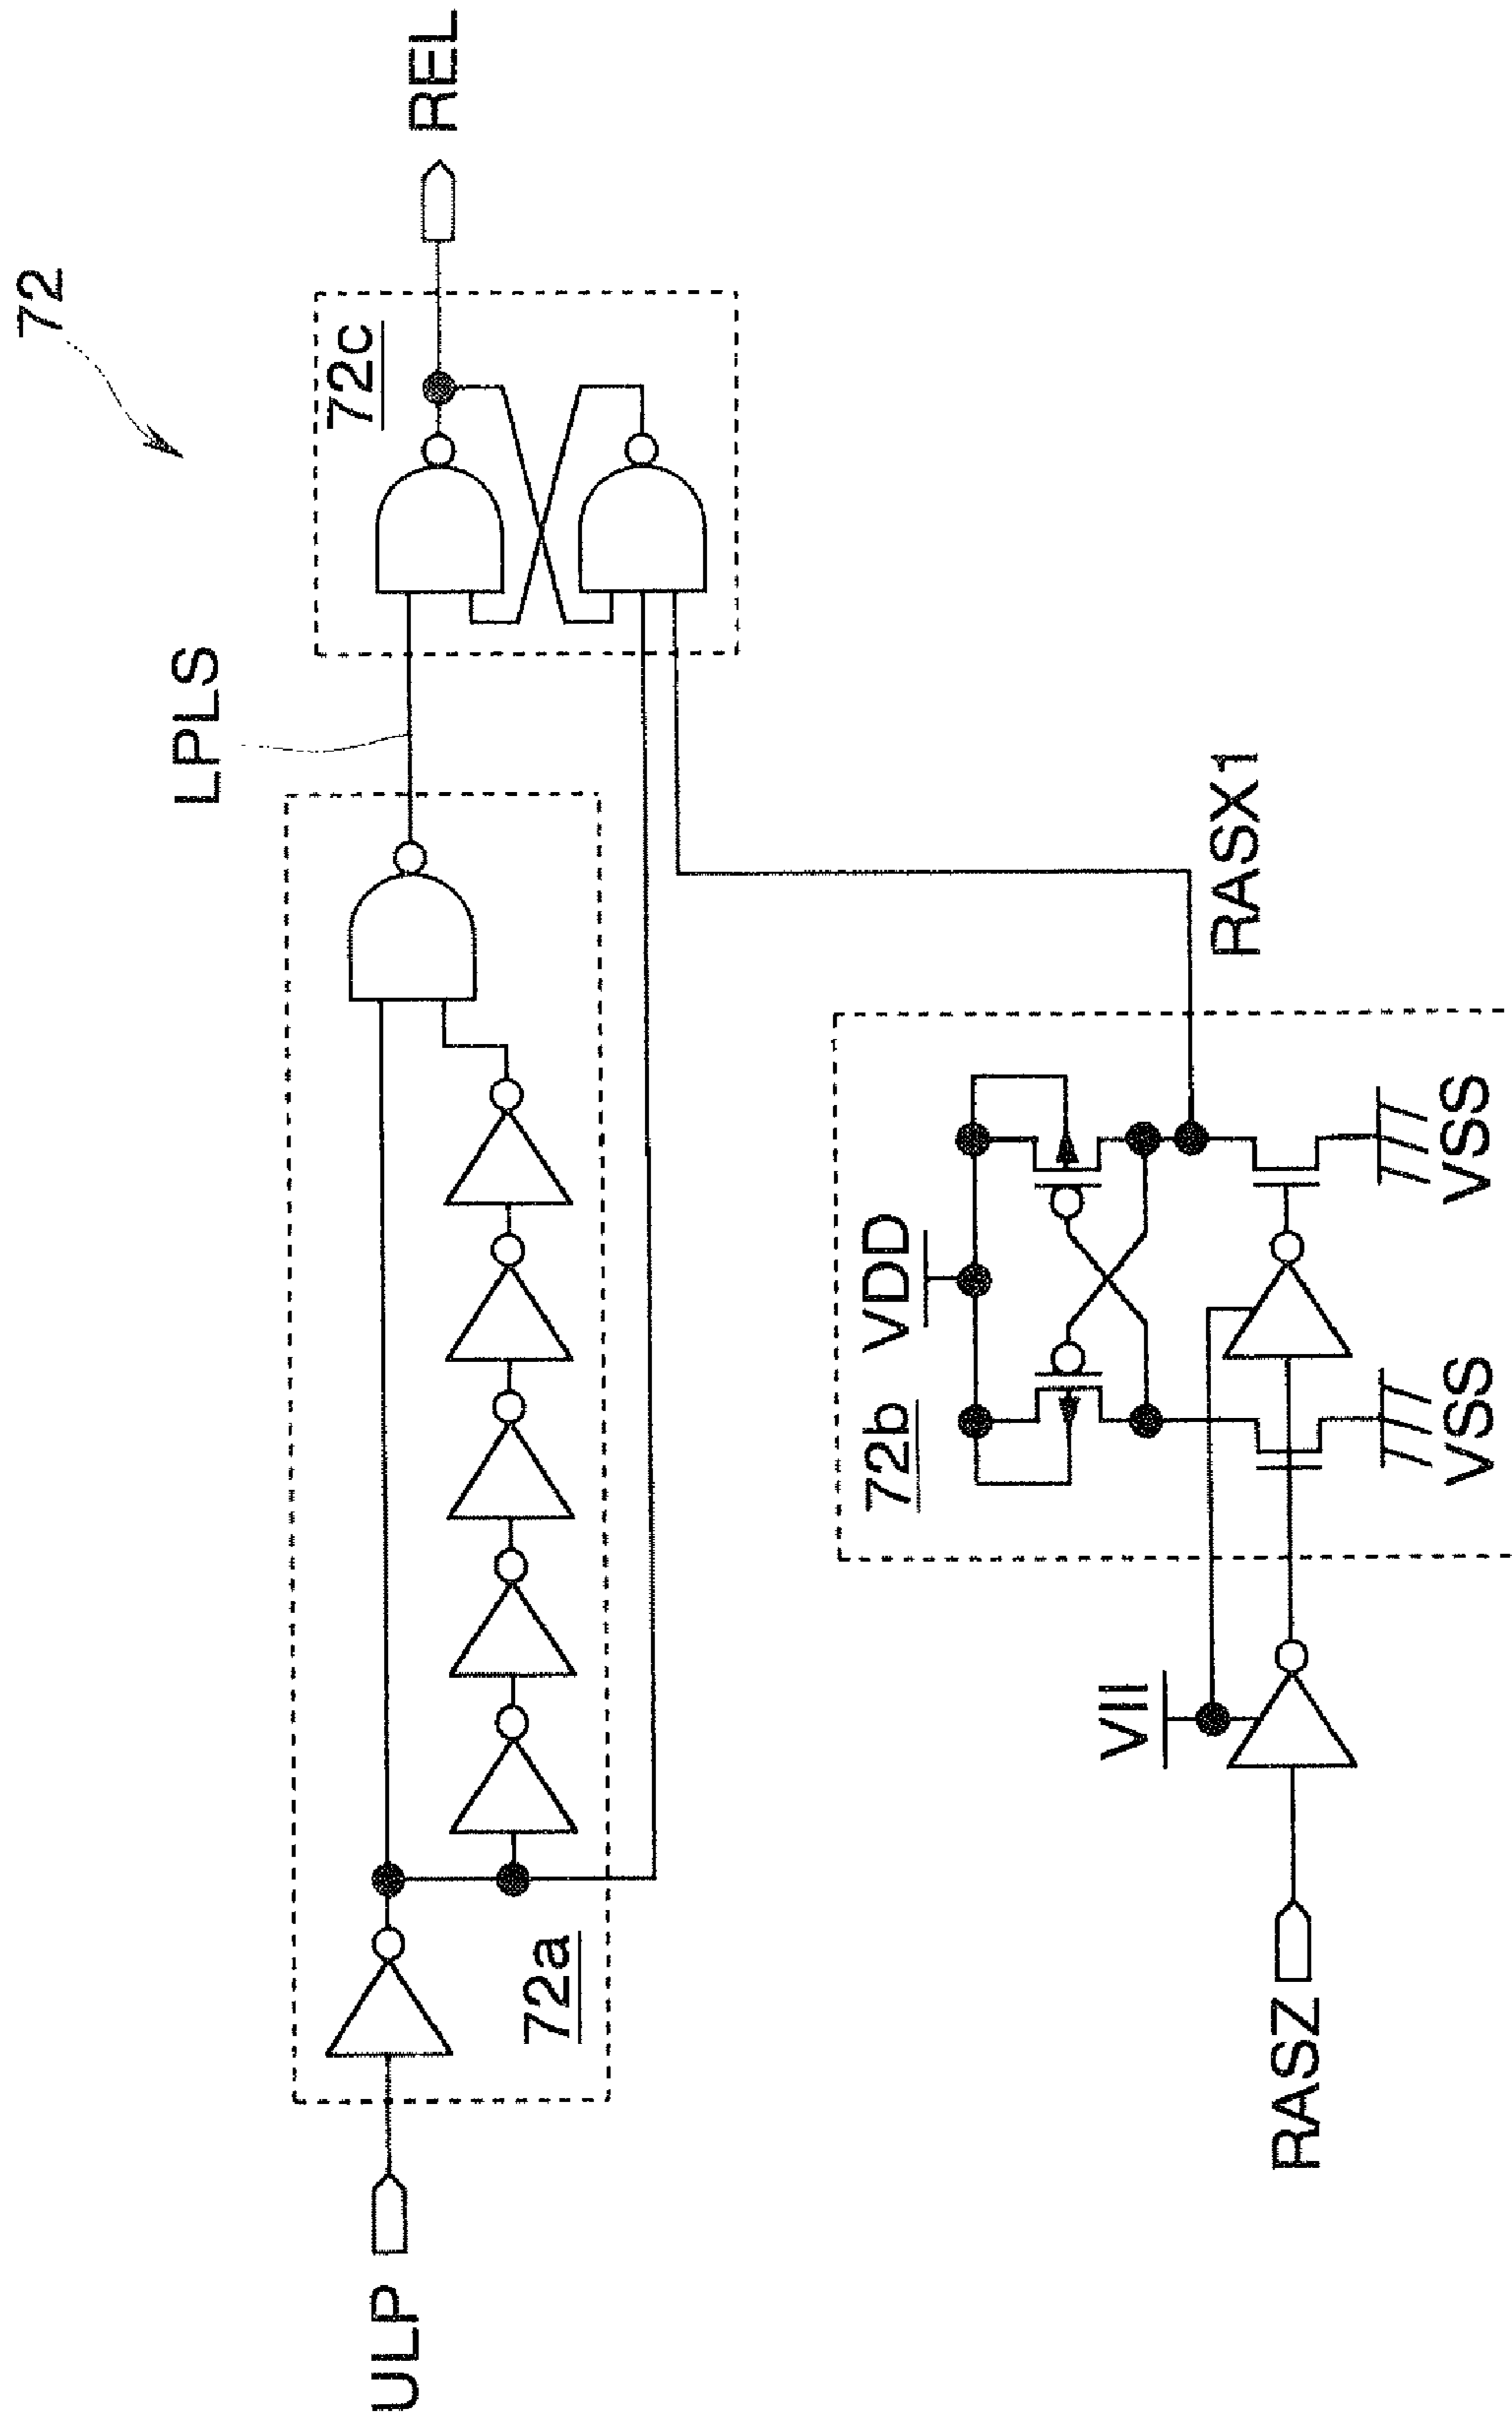 72
ULP
72a
LPLS
72c
REL
RASZ
VII
72b
VDD
VSS
VSS
RASX1